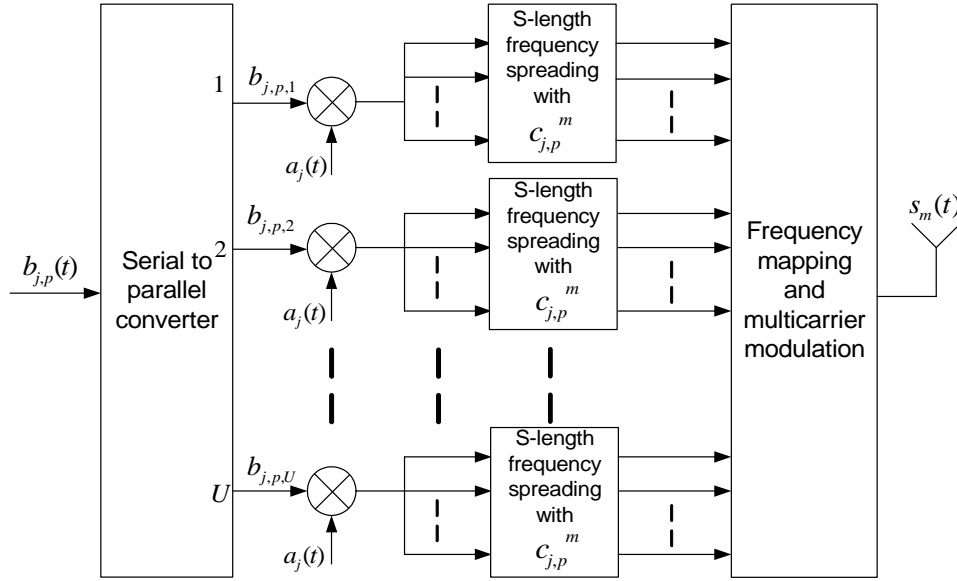 b_{j,p}(t)
Serial to
parallel
converter
1
b_{j,p,1}
a_j(t)
S-length
frequency
spreading
with
c_{j,p}^m
2
b_{j,p,2}
a_j(t)
S-length
frequency
spreading
with
c_{j,p}^m
U
b_{j,p,U}
a_j(t)
S-length
frequency
spreading
with
c_{j,p}^m
Frequency
mapping
and
multicarrier
modulation
s_m(t)